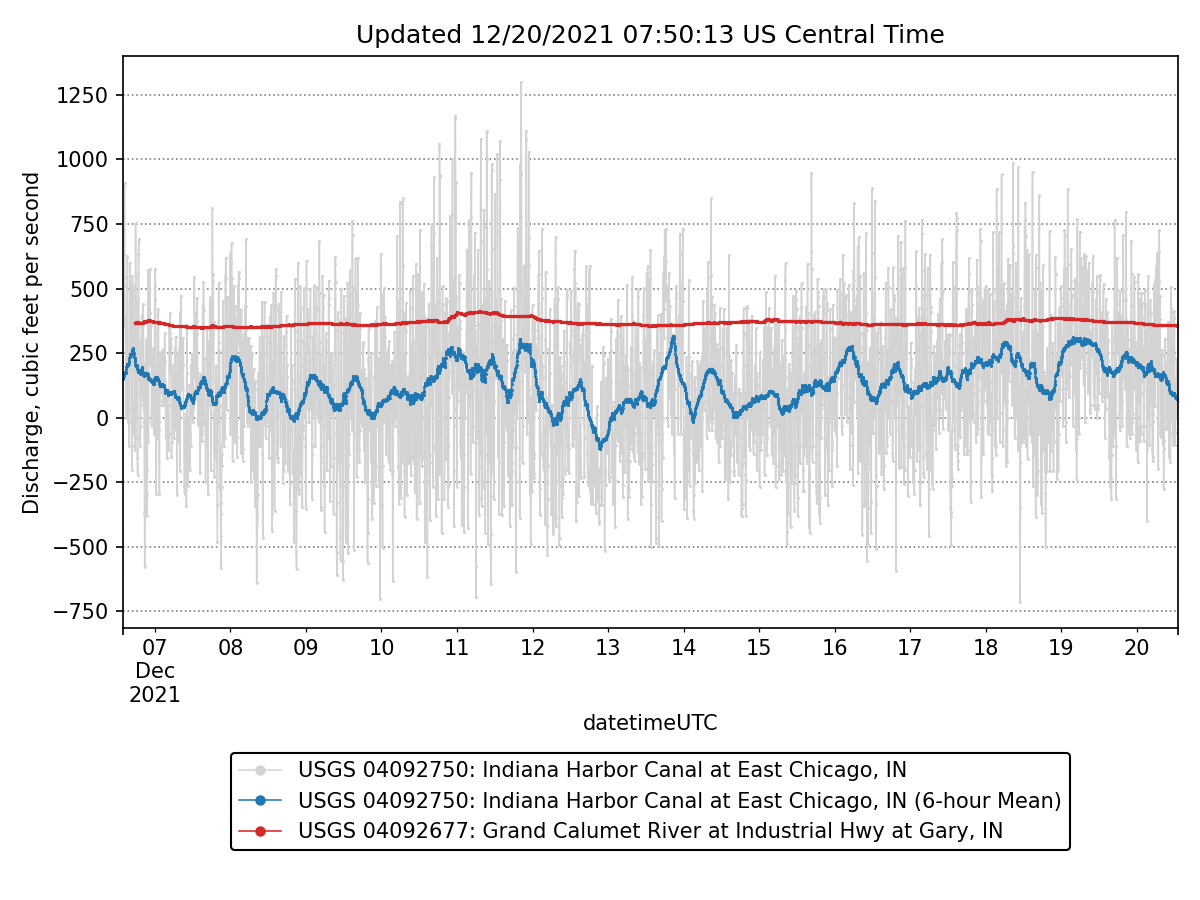 Updated 12/20/2021 07:50:13 US Central Time
Discharge, cubic feet per second
1250
1000
750
500
250
0
−250
−500
−750
07 08 09 10 11 12 13 14 15 16 17 18 19 20
Dec
2021
datetimeUTC
USGS 04092750: Indiana Harbor Canal at East Chicago, IN
USGS 04092750: Indiana Harbor Canal at East Chicago, IN (6-hour Mean)
USGS 04092677: Grand Calumet River at Industrial Hwy at Gary, IN